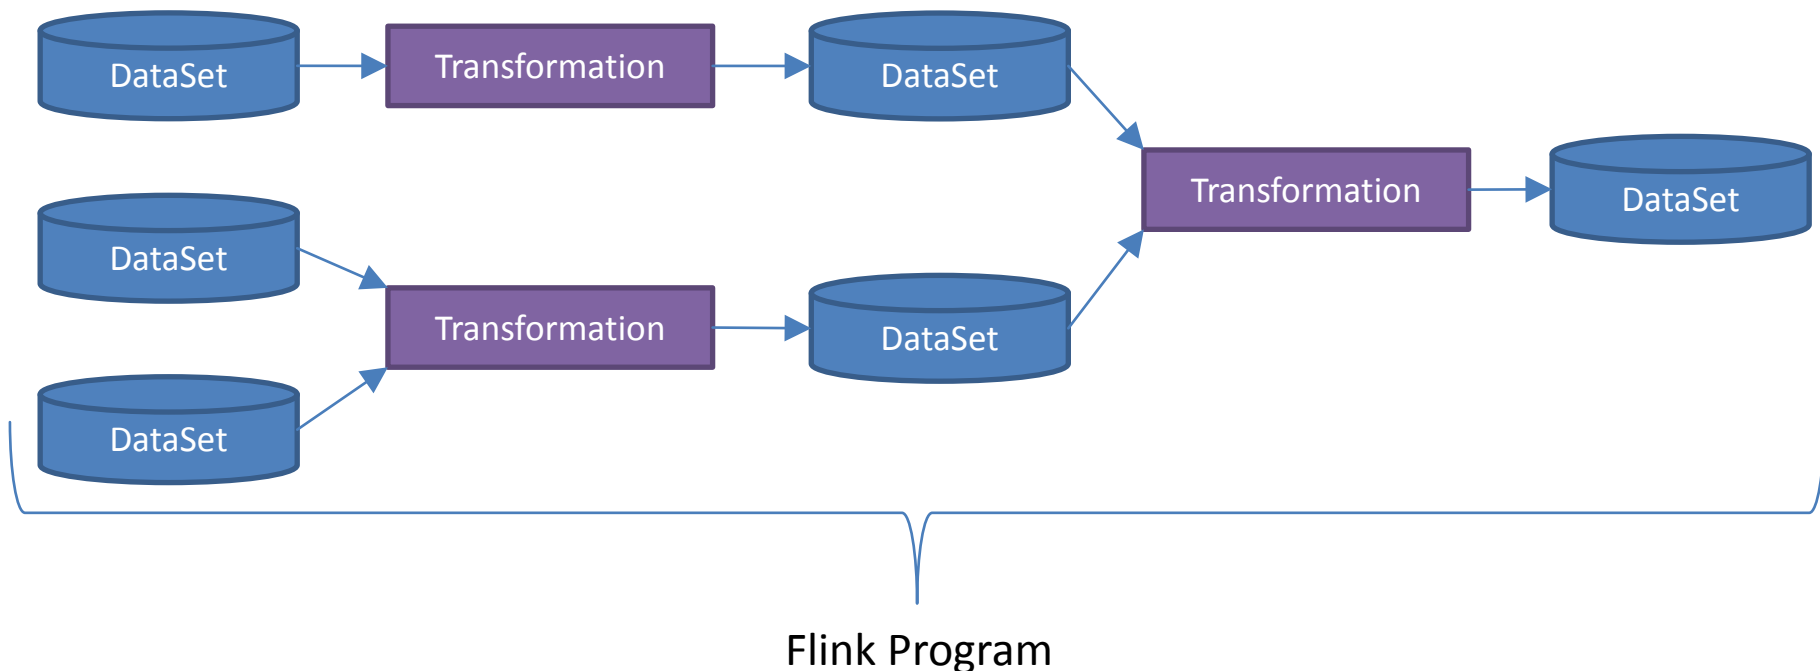 DataSet
Transformation
DataSet
Transformation
DataSet
DataSet
Transformation
DataSet
DataSet
Flink Program